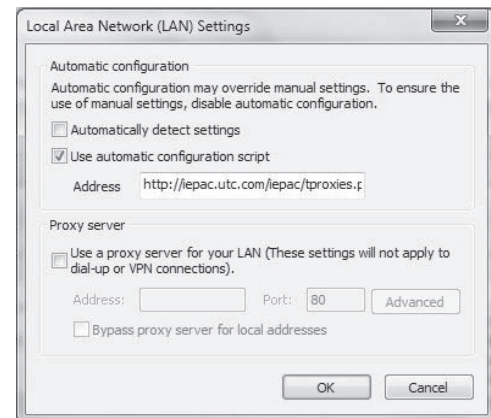 Local Area Network (LAN) Settings
Automatic configuration
Automatic configuration may override manual settings. To ensure the
use of manual settings, disable automatic configuration.
Automatically detect settings
Use automatic configuration script
Address http://iepac.utc.com/iepac/tproxies.p
Proxy server
Use a proxy server for your LAN (These settings will not apply to
dial-up or VPN connections).
Address: Port: 80 Advanced
Bypass proxy server for local addresses
OK Cancel